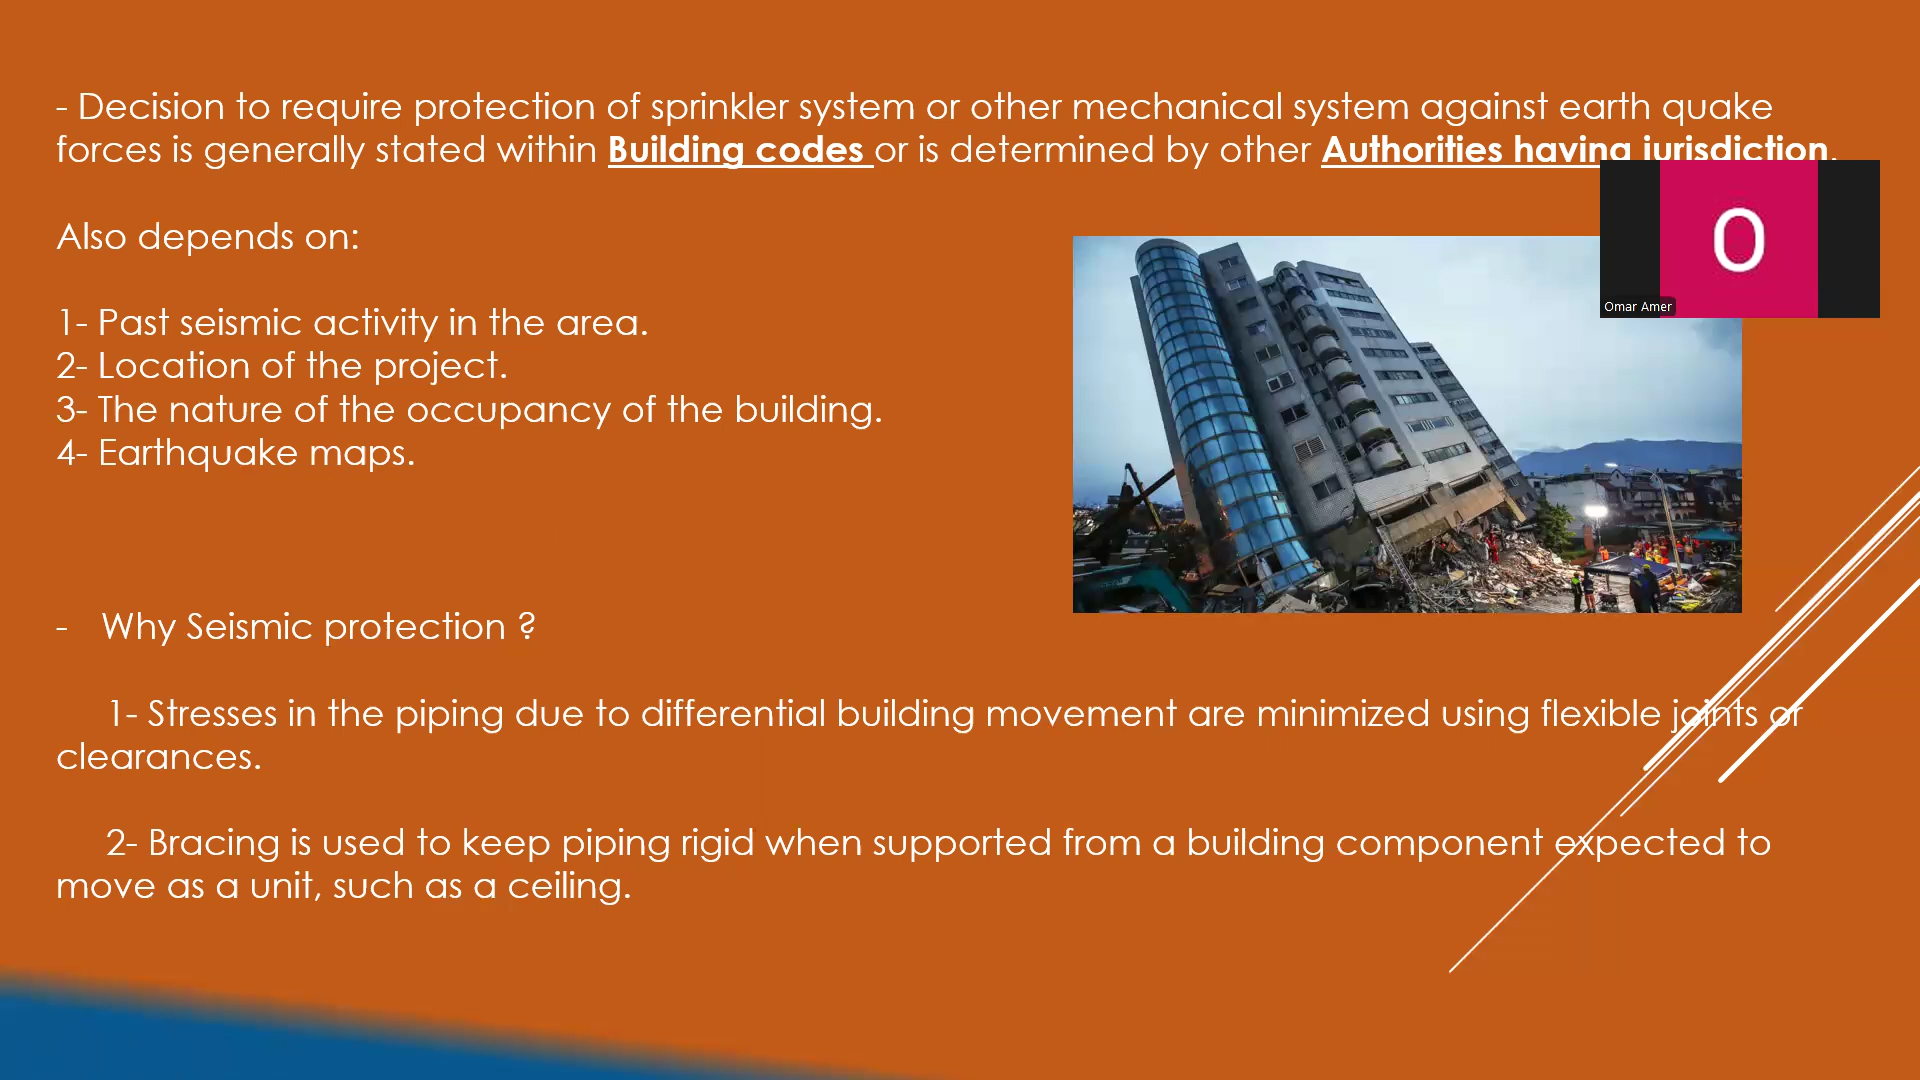 - Decision to require protection of sprinkler system or other mechanical system against earth quake
forces is generally stated within Building codes or is determined by other Authorities having jurisdiction.
Also depends on:
O
Omar Amer
1- Past seismic activity in the area.
2- Location of the project.
3- The nature of the occupancy of the building.
4- Earthquake maps.
- Why Seismic protection ?
1- Stresses in the piping due to differential building movement are minimized using flexible joints or
clearances.
2- Bracing is used to keep piping rigid when supported from a building component expected to
move as a unit, such as a ceiling.